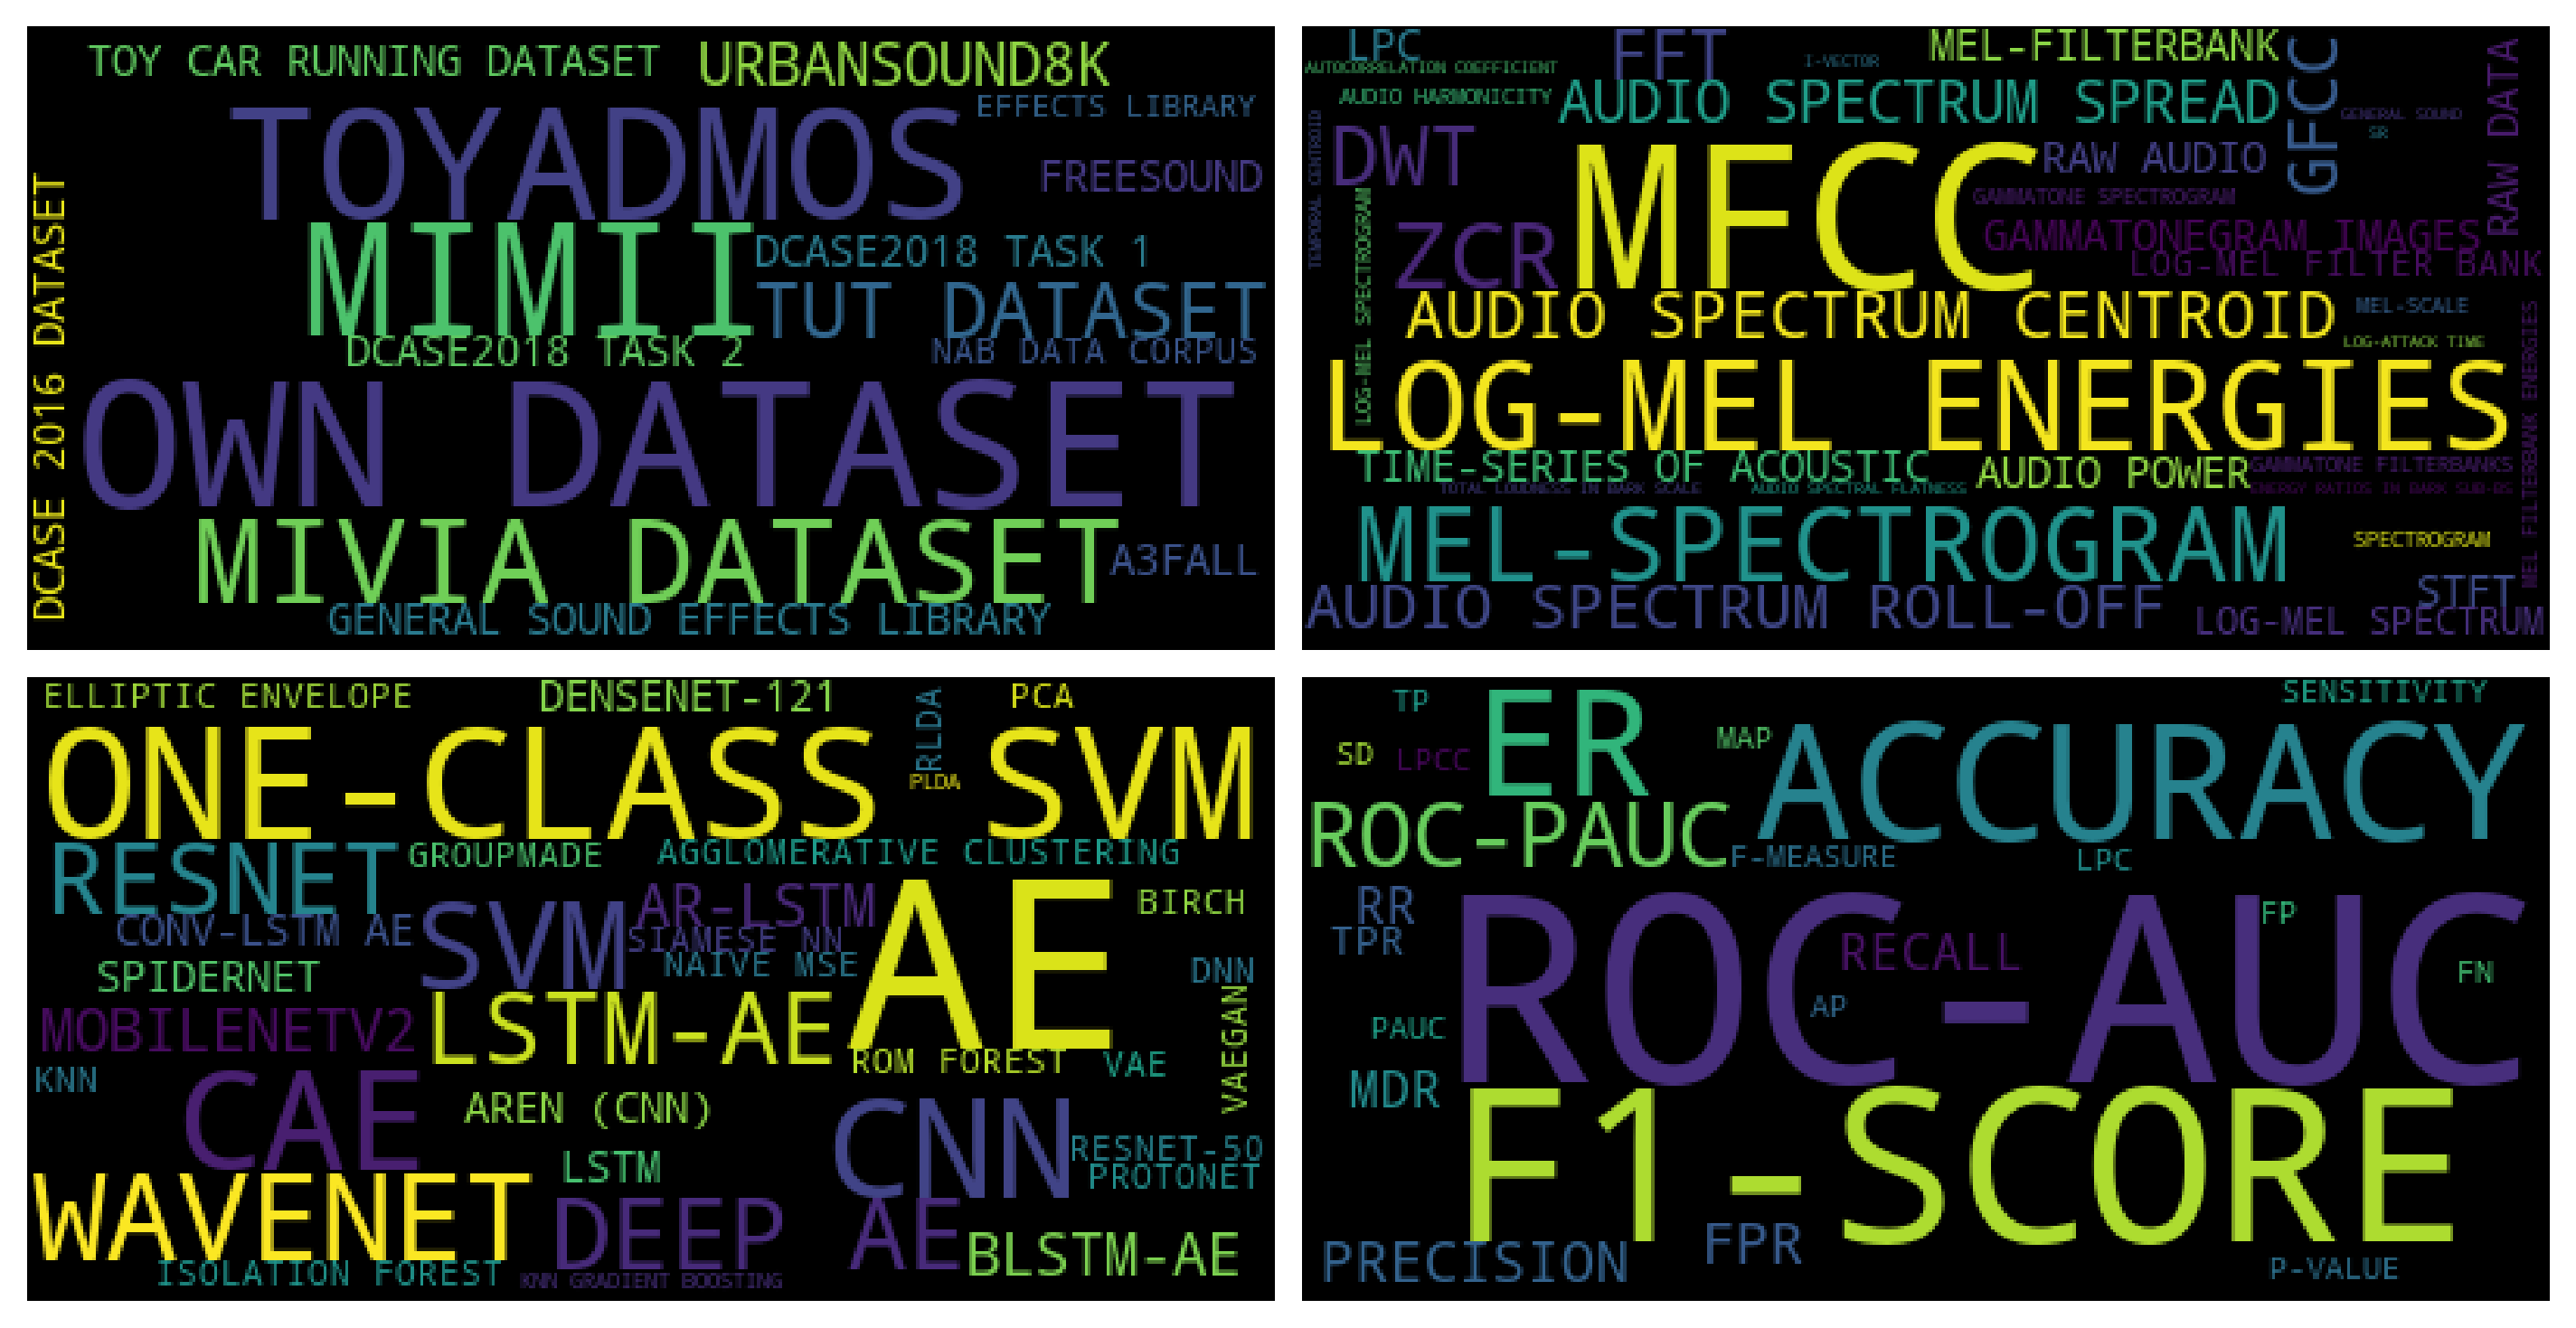 TOY CAR RUNNING DATASET
URBANSOUND8K
EFFECTS LIBRARY
TOYADMOS
FREESOUND
DCASE 2016 DATASET
MIMII
DCASE2018 TASK 1
TUT DATASET
DCASE2018 TASK 2
NAB DATA CORPUS
OWN DATASET
MIVIA DATASET
A3FALL
GENERAL SOUND EFFECTS LIBRARY
LPC
FFT
I-VECTOR
MEL-FILTERBANK
GFCC
RAW DATA
AUTOCORRELATION COEFFICIENT
AUDIO HARMONICITY
AUDIO SPECTRUM SPREAD
GENERAL SOUND
SR
TEMPORAL CENTROID
DWT
MFCC
RAW AUDIO
GAMMATONE SPECTROGRAM
LOG-MEL SPECTROGRAM
ZCR
GAMMATONEGRAM IMAGES
LOG-MEL FILTER BANK
AUDIO SPECTRUM CENTROID
MEL-SCALE
LOG-ATTACK TIME
MEL FILTERBANK ENERGIES
LOG-MEL ENERGIES
TIME-SERIES OF ACOUSTIC
AUDIO POWER
GAMMATONE FILTERBANKS
TOTAL LOUDNESS IN BARK SCALE
AUDIO SPECTRAL FLATNESS
ENERGY RATIOS IN BARK SUB-BS
MEL-SPECTROGRAM
SPECTROGRAM
STFT
AUDIO SPECTRUM ROLL-OFF
LOG-MEL SPECTRUM
ELLIPTIC ENVELOPE
DENSENET-121
RLDA
PCA
ONE-CLASS SVM
PLDA
RESNET
GROUPMADE
AGGLOMERATIVE CLUSTERING
AR-LSTM
AE
BIRCH
CONV-LSTM AE
SVM
SIAMESE NN
NAIVE MSE
SPIDERNET
DNN
MOBILENETV2
LSTM-AE
VAEGAN
ROM FOREST
VAE
KNN
CAE
AREN (CNN)
CNN
RESNET-50
LSTM
PROTONET
WAVENET
DEEP AE
BLSTM-AE
ISOLATION FOREST
KNN GRADIENT BOOSTING
TP
ER
SENSITIVITY
SD
LPCC
MAP
ACCURACY
ROC-PAUC
F-MEASURE
LPC
RR
ROC-AUC
FP
TPR
RECALL
FN
AP
PAUC
MDR
F1-SCORE
PRECISION
FPR
P-VALUE